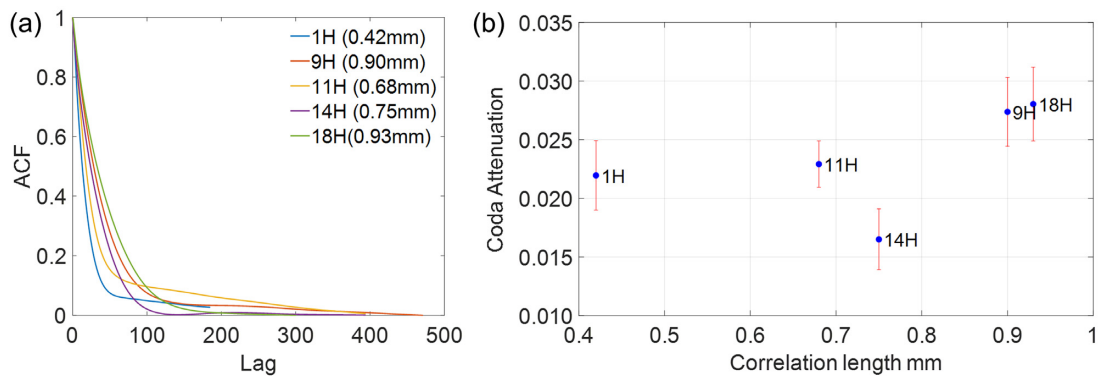 (a)
1
0.8
0.6
0.4
0.2
0
ACF
0 100 200 300 400 500
Lag
1H (0.42mm)
9H (0.90mm)
11H (0.68mm)
14H (0.75mm)
18H(0.93mm)
(b)
0.035
0.030
0.025
0.020
0.015
0.010
Coda Attenuation
1H
11H
14H
9H
18H
0.4 0.5 0.6 0.7 0.8 0.9 1
Correlation length mm